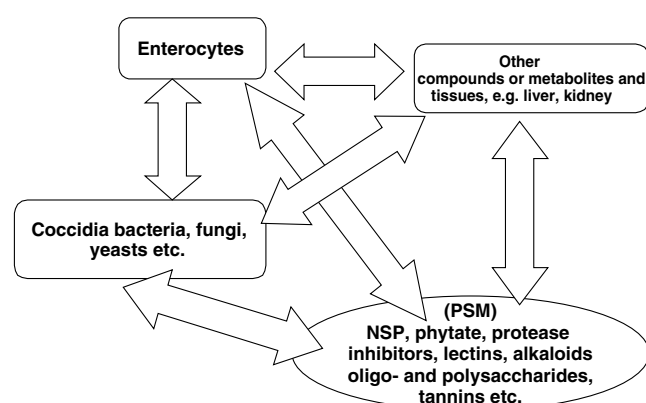 Enterocytes
Other
compounds or metabolites and
tissues, e.g. liver, kidney
Coccidia bacteria, fungi,
yeasts etc.
(PSM)
NSP, phytate, protease
inhibitors, lectins, alkaloids
oligo- and polysaccharides,
tannins etc.